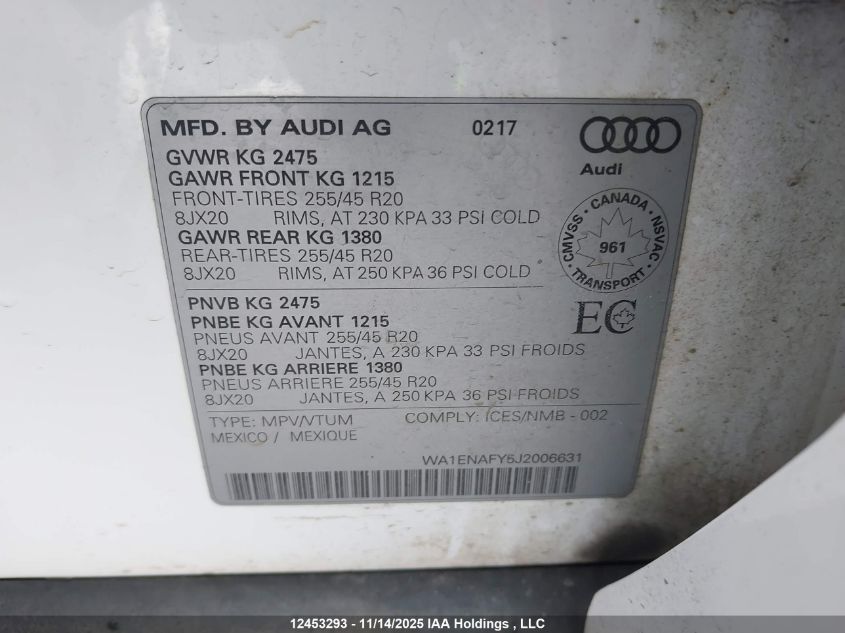 MFD. BY AUDI AG 0217
Audi
GVWR KG 2475
GAWR FRONT KG 1215
FRONT-TIRES 255/45 R20
8JX20 RIMS, AT 230 KPA 33 PSI COLD
GAWR REAR KG 1380
REAR-TIRES 255/45 R20
8JX20 RIMS, AT 250 KPA 36 PSI COLD
CMVSS · CANADA · NSVAC
961
TRANSPORT
EC
PNVB KG 2475
PNBE KG AVANT 1215
PNEUS AVANT 255/45 R20
8JX20 JANTES, A 230 KPA 33 PSI FROIDS
PNBE KG ARRIERE 1380
PNEUS ARRIERE 255/45 R20
8JX20 JANTES, A 250 KPA 36 PSI FROIDS
TYPE: MPV/VTUM COMPLY: ICES/NMB - 002
MEXICO / MEXIQUE
WA1ENAFY5J2006631
12453293 - 11/14/2025 IAA Holdings , LLC